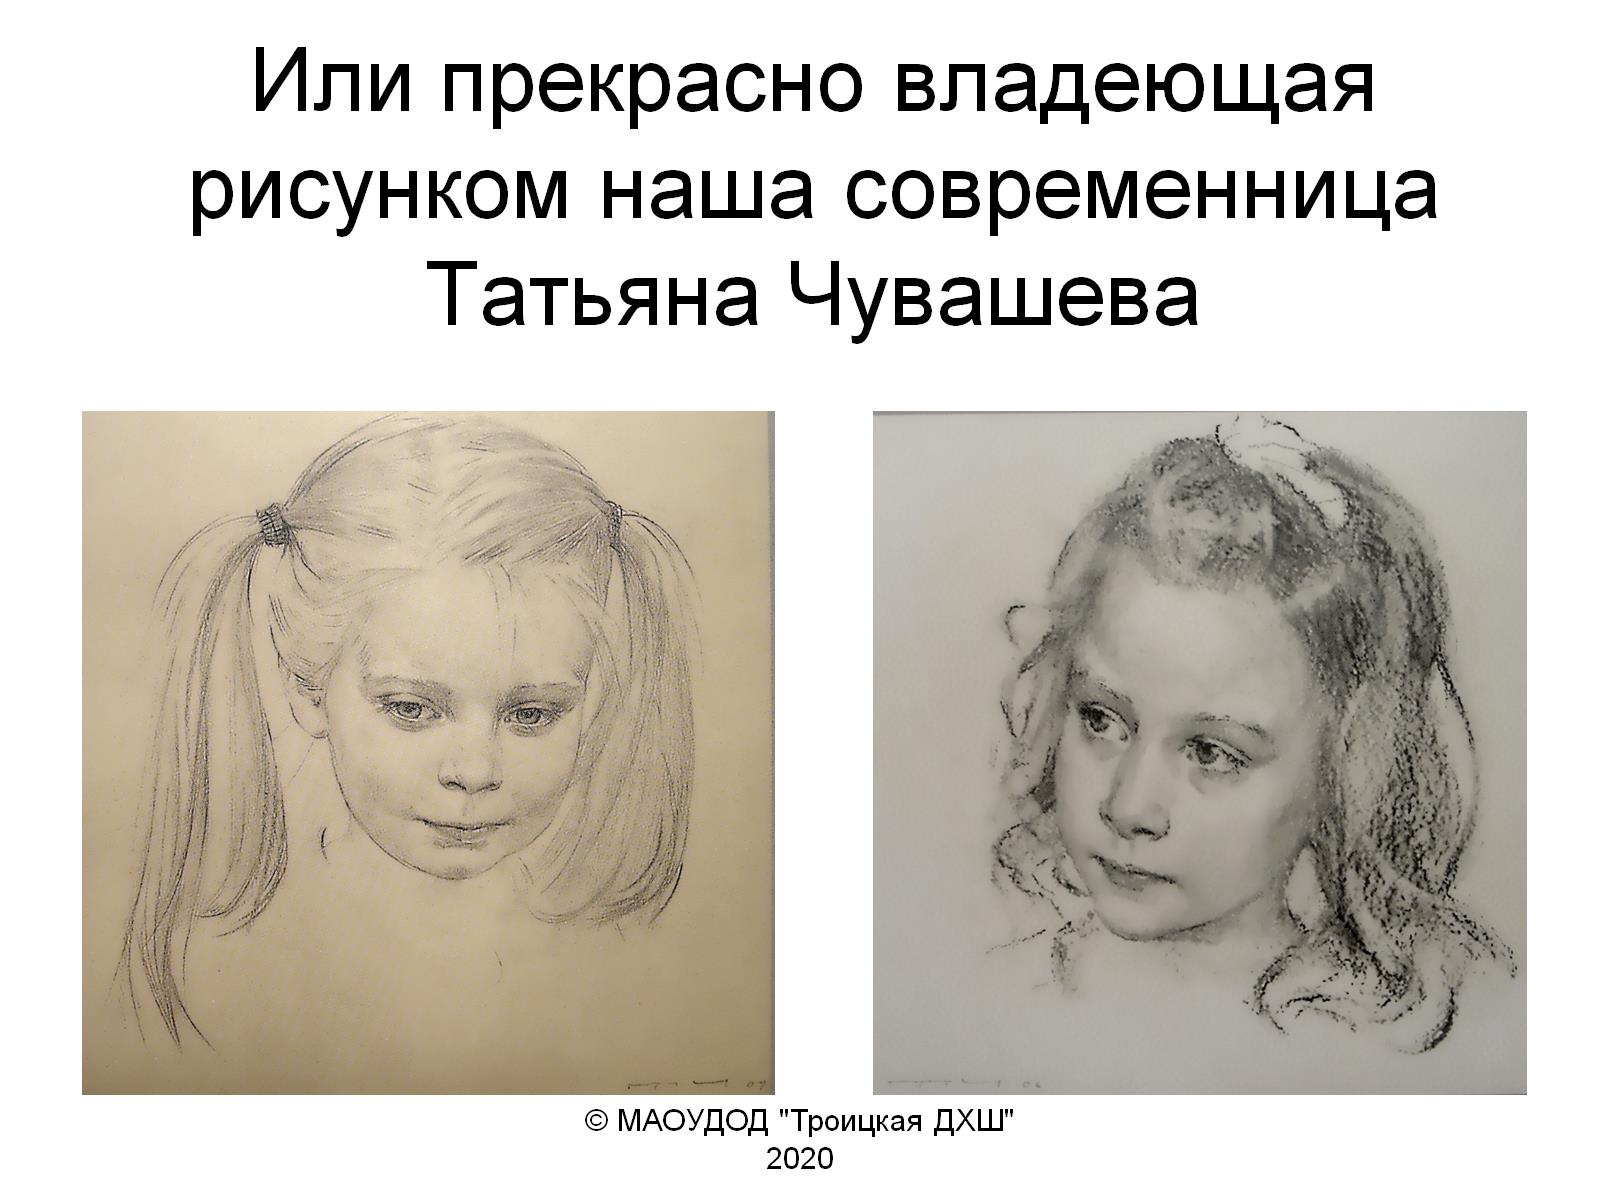 Или прекрасно владеющая
рисунком наша современница
Татьяна Чувашева
© МАОУДОД "Троицкая ДХШ"
2020